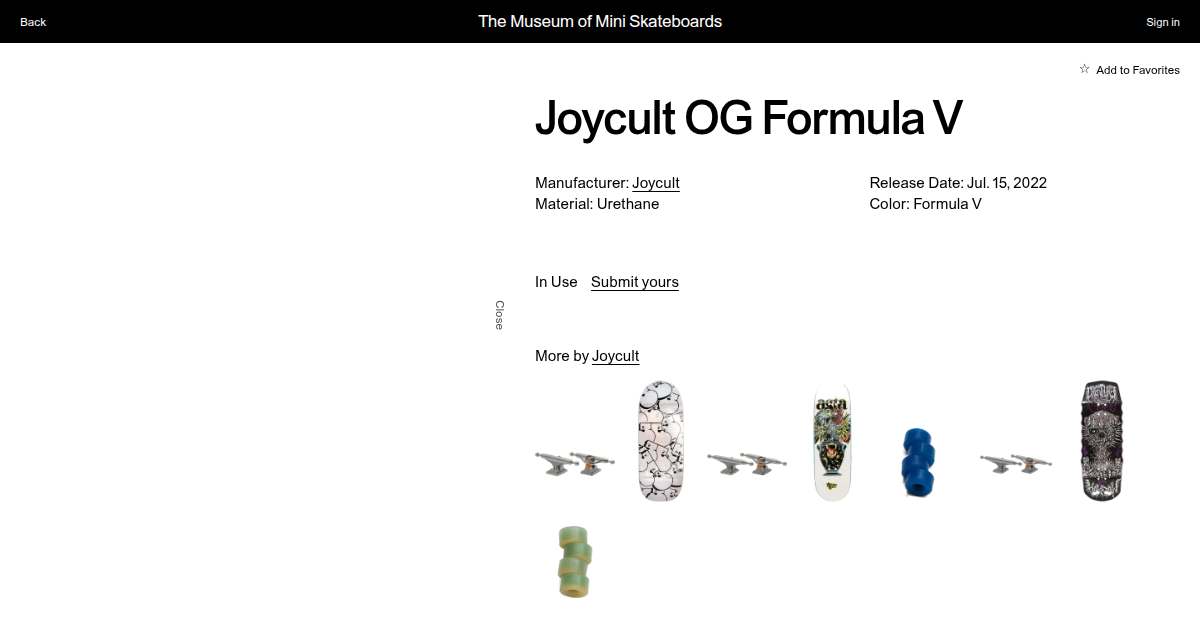 Back
The Museum of Mini Skateboards
Sign in
☆ Add to Favorites
Joycult OG Formula V
Manufacturer: Joycult
Release Date: Jul. 15, 2022
Material: Urethane
Color: Formula V
In Use Submit yours
Close
More by Joycult